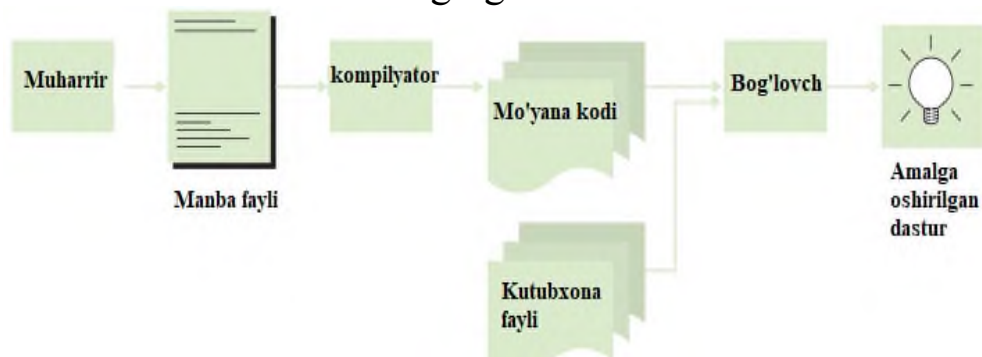 Muharrir
Manba fayli
kompilyator
Mo'yana kodi
Kutubxona
fayli
Bog'lovch
Amalga
oshirilgan
dastur